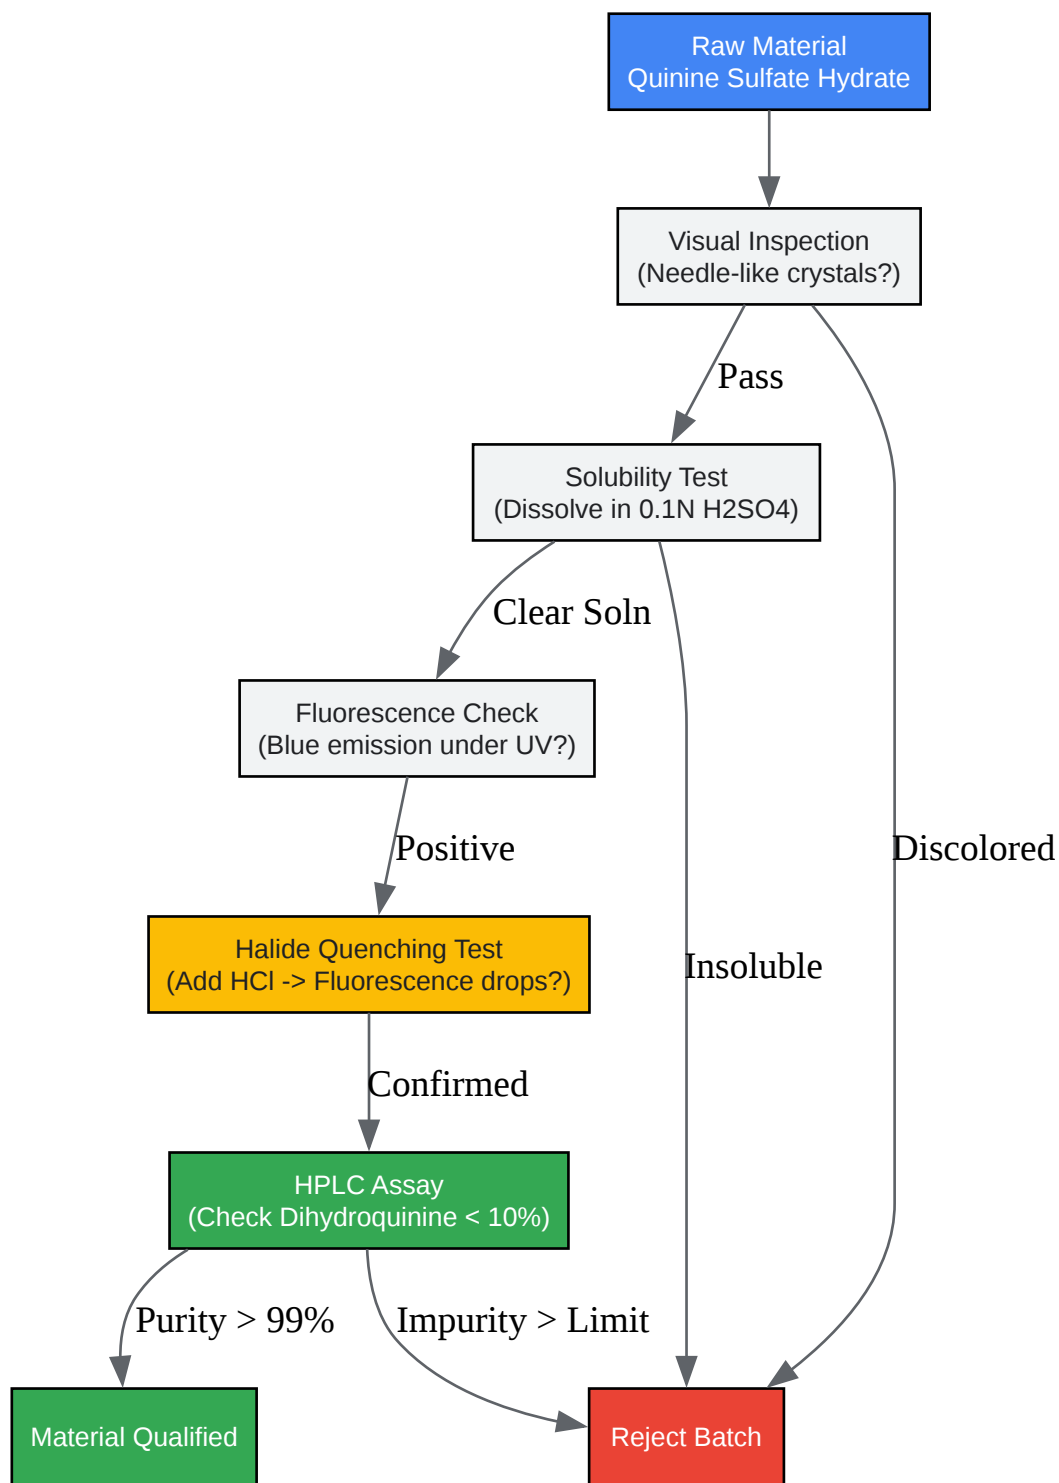 Raw Material
Quinine Sulfate Hydrate
Visual Inspection
(Needle-like crystals?)
Pass
Solubility Test
(Dissolve in 0.1N H2SO4)
Clear Soln
Fluorescence Check
(Blue emission under UV?)
Positive
Discolored
Halide Quenching Test
(Add HCl -> Fluorescence drops?)
Insoluble
Confirmed
HPLC Assay
(Check Dihydroquinine < 10%)
Purity > 99%
Impurity > Limit
Material Qualified
Reject Batch